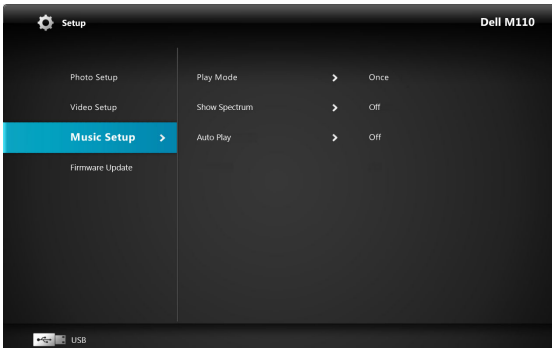 Setup
Dell M110
Photo Setup
Play Mode
Once
Video Setup
Show Spectrum
Off
Music Setup
Auto Play
Off
Firmware Update
USB